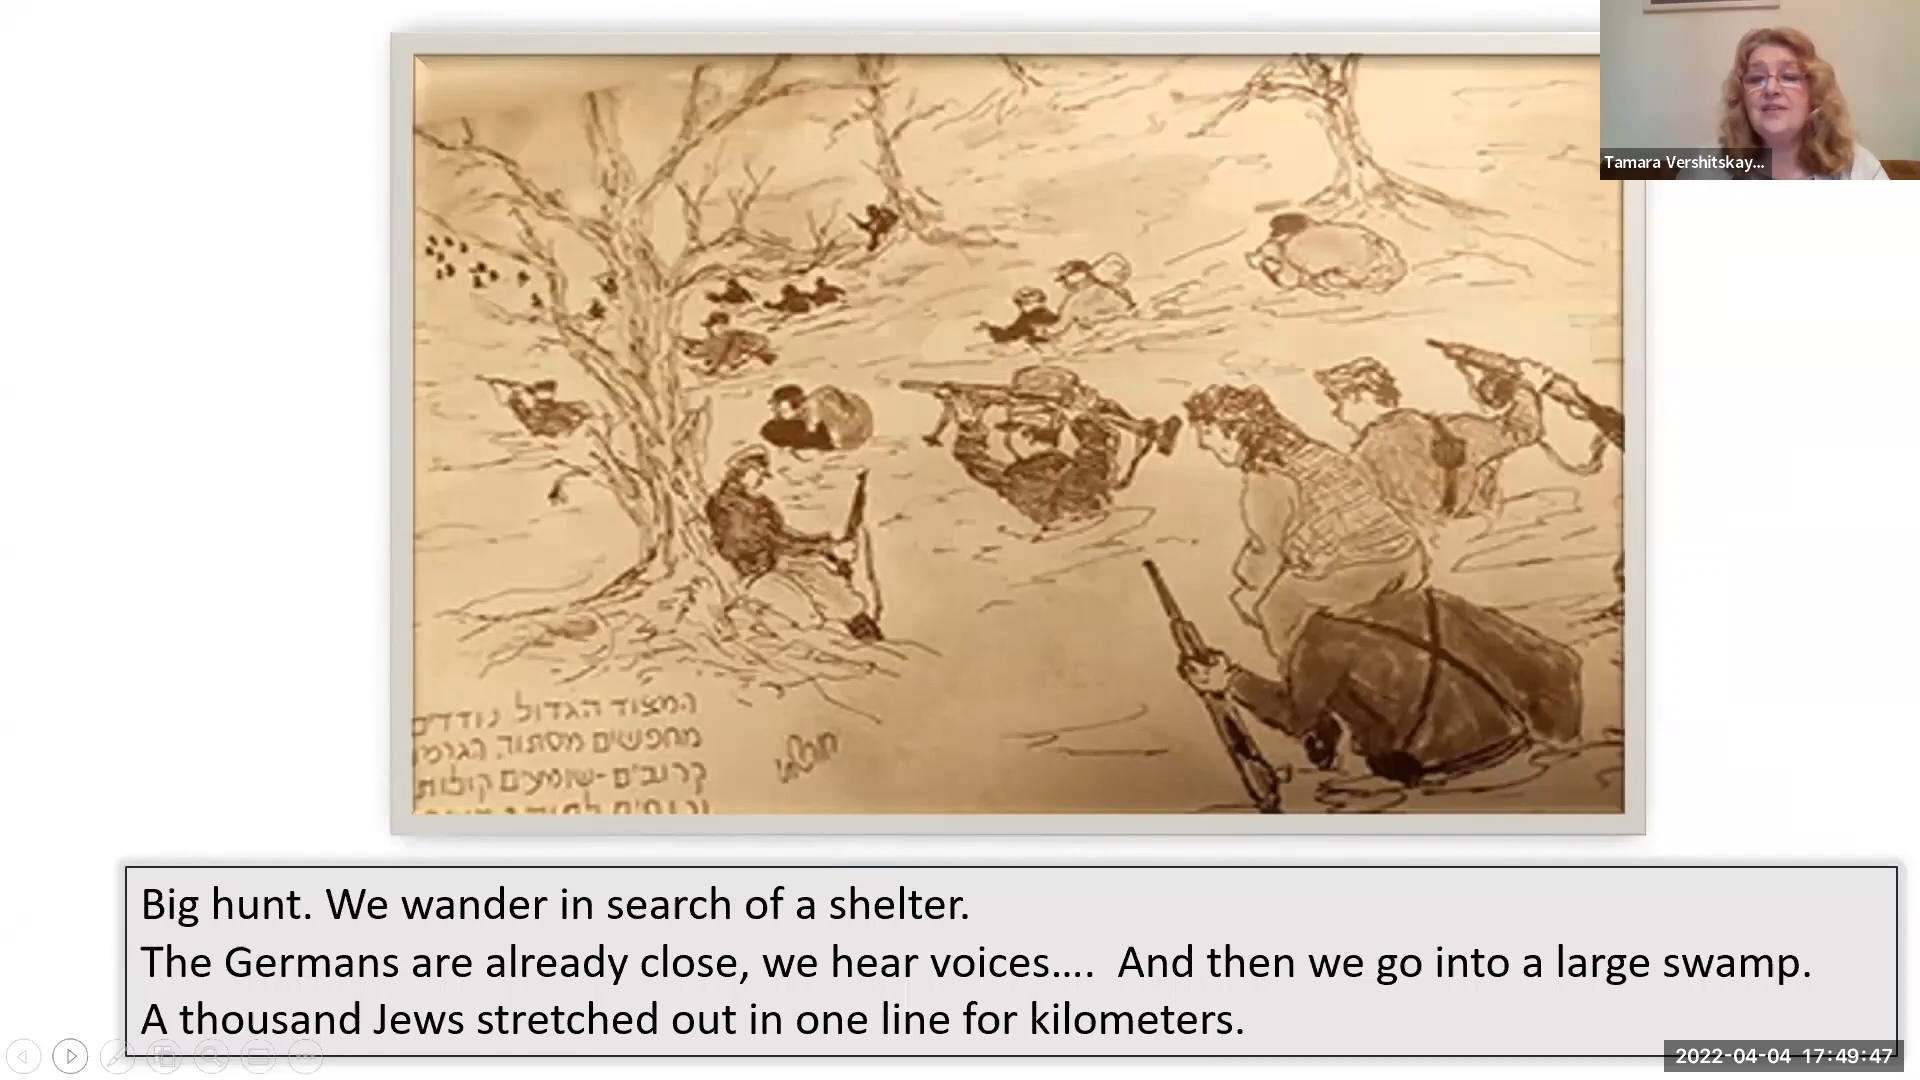 Tamara Vershitskay...
המצוד הגדול נודדים
מחפשים מסתור, הגרמנ
קרובים - שומעים קולות
Big hunt. We wander in search of a shelter.
The Germans are already close, we hear voices…. And then we go into a large swamp.
A thousand Jews stretched out in one line for kilometers.
2022-04-04 17:49:47